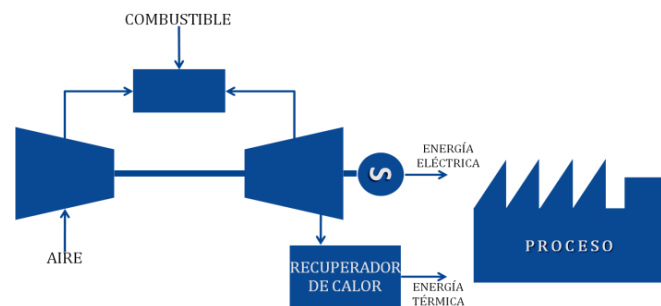 COMBUSTIBLE
S
ENERGÍA
ELÉCTRICA
AIRE
RECUPERADOR
DE CALOR
ENERGÍA
TÉRMICA
PROCESO